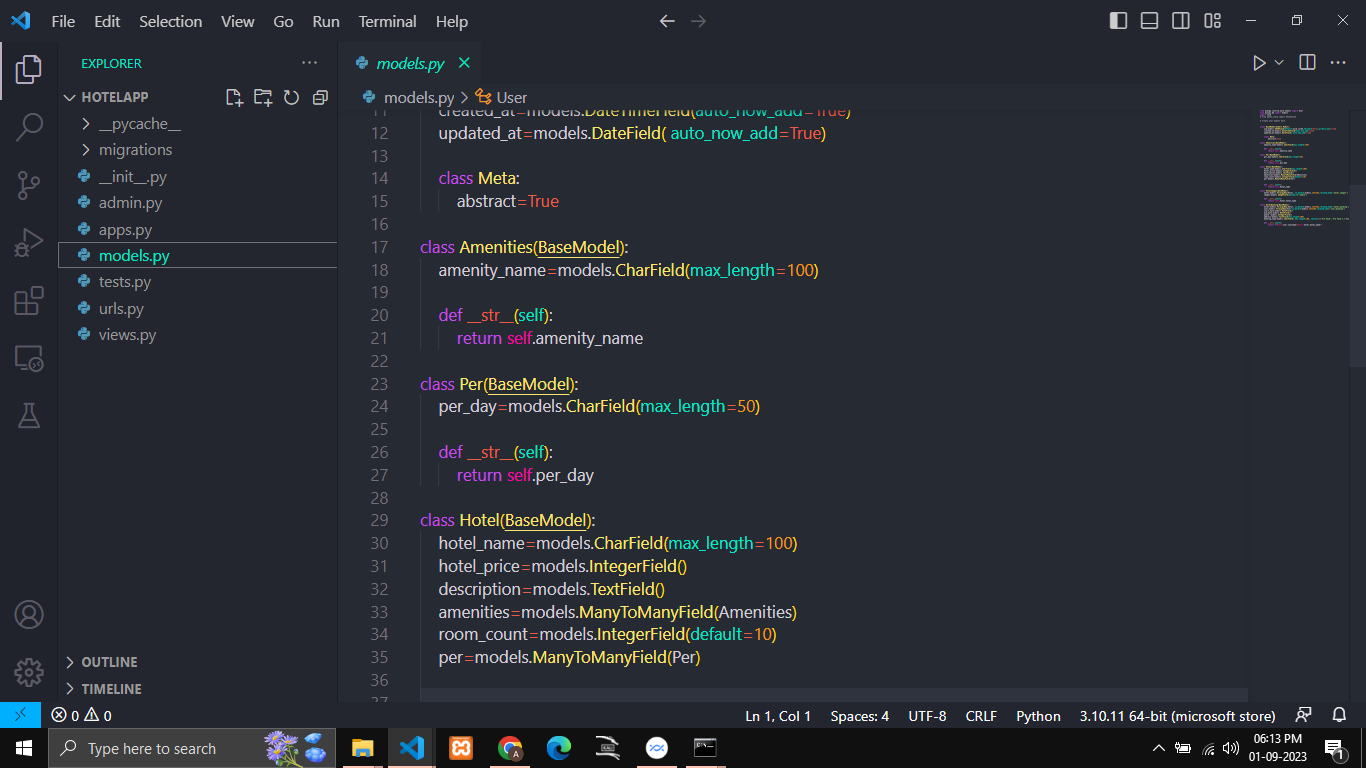 File Edit Selection View Go Run Terminal Help
EXPLORER
models.py
HOTELAPP
models.py > User
__pycache__
migrations
__init__.py
admin.py
apps.py
models.py
tests.py
urls.py
views.py
OUTLINE
TIMELINE
11 created_at=models.DateTimeField(auto_now_add=True)
12 updated_at=models.DateField( auto_now_add=True)
13
14 class Meta:
15 abstract=True
16
17 class Amenities(BaseModel):
18 amenity_name=models.CharField(max_length=100)
19
20 def __str__(self):
21 return self.amenity_name
22
23 class Per(BaseModel):
24 per_day=models.CharField(max_length=50)
25
26 def __str__(self):
27 return self.per_day
28
29 class Hotel(BaseModel):
30 hotel_name=models.CharField(max_length=100)
31 hotel_price=models.IntegerField()
32 description=models.TextField()
33 amenities=models.ManyToManyField(Amenities)
34 room_count=models.IntegerField(default=10)
35 per=models.ManyToManyField(Per)
36
37
0 0 Ln 1, Col 1 Spaces: 4 UTF-8 CRLF Python 3.10.11 64-bit (microsoft store)
Type here to search
06:13 PM
01-09-2023
1